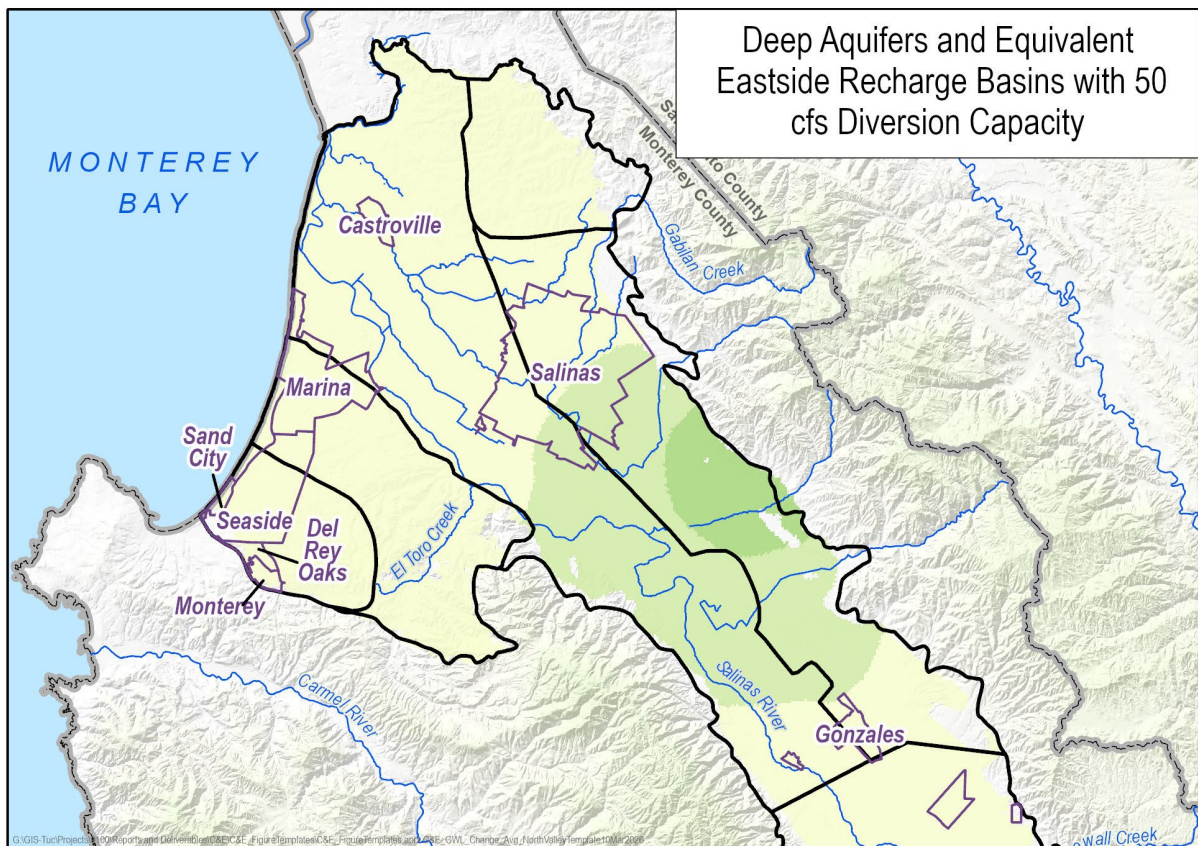 Deep Aquifers and Equivalent
Eastside Recharge Basins with 50
cfs Diversion Capacity
Monterey County
MONTEREY
BAY
Castroville
Gabilan Creek
Salinas
Marina
Sand
City
Seaside
Del
Rey
Oaks
Monterey
El Toro Creek
Salinas River
Carmel River
Gonzales